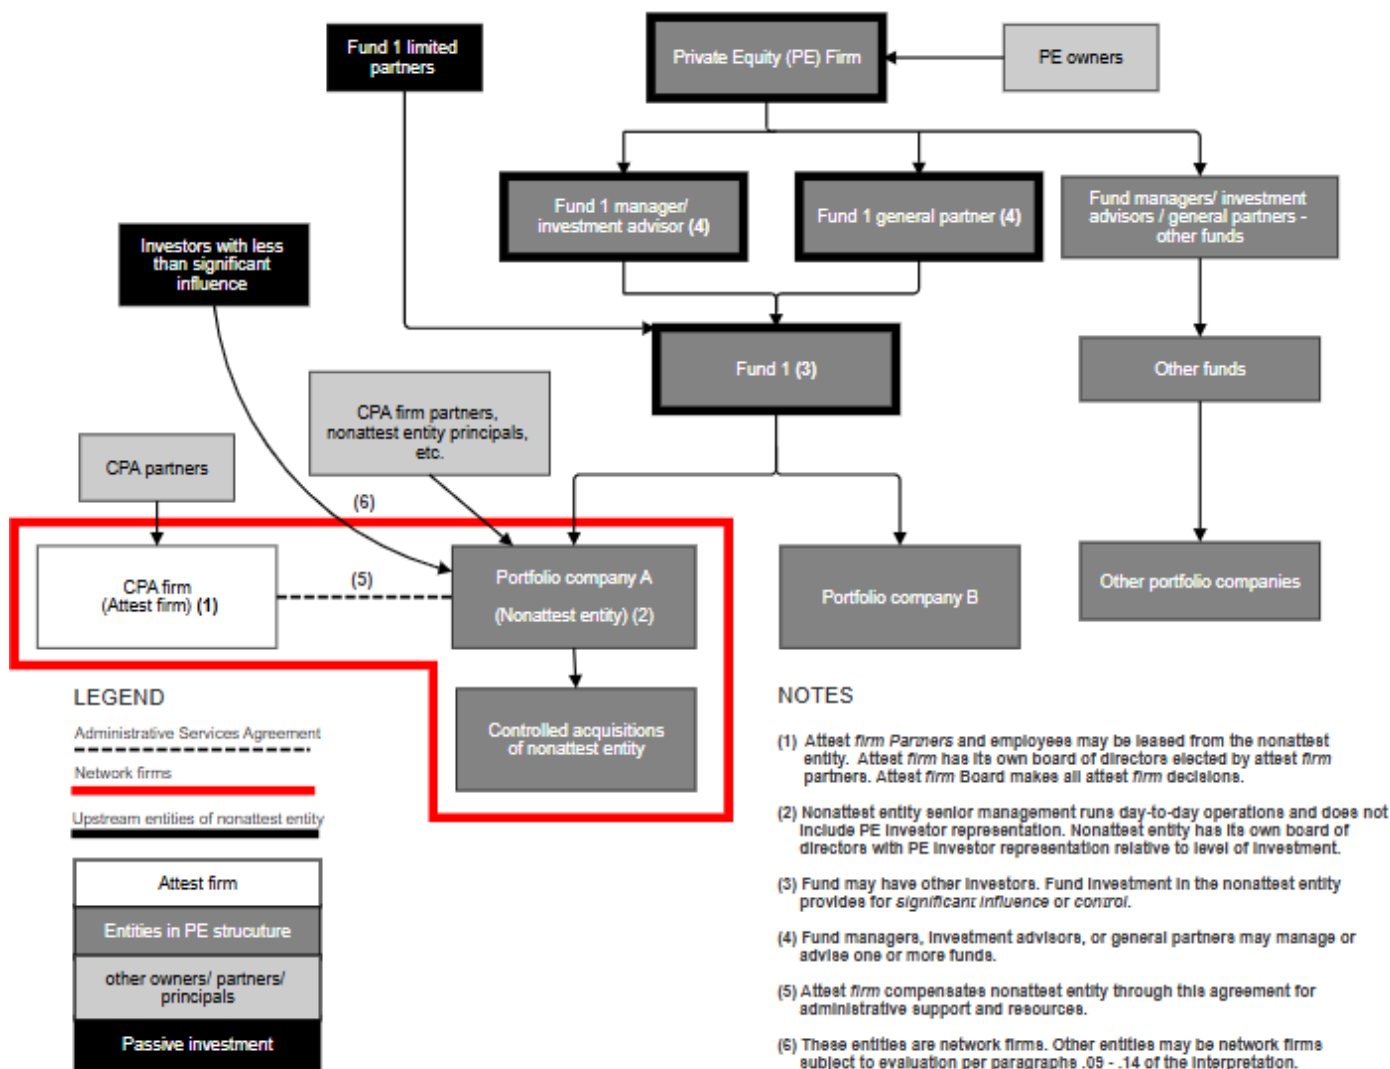 Fund 1 limited
partners
Private Equity (PE) Firm
PE owners
Fund 1 manager/
investment advisor (4)
Fund 1 general partner (4)
Fund managers/ investment
advisors / general partners -
other funds
Investors with less
than significant
influence
Fund 1 (3)
Other funds
CPA firm partners,
nonattest entity principals,
etc.
CPA partners
(6)
CPA firm
(Attest firm) (1)
(5)
Portfolio company A
(Nonattest entity) (2)
Portfolio company B
Other portfolio companies
Controlled acquisitions
of nonattest entity
LEGEND
Administrative Services Agreement
Network firms
Upstream entities of nonattest entity
Attest firm
Entities in PE strucuture
other owners/ partners/
principals
Passive investment
NOTES
(1) Attest firm Partners and employees may be leased from the nonattest
entity. Attest firm has its own board of directors elected by attest firm
partners. Attest firm Board makes all attest firm decisions.
(2) Nonattest entity senior management runs day-to-day operations and does not
include PE investor representation. Nonattest entity has its own board of
directors with PE investor representation relative to level of investment.
(3) Fund may have other investors. Fund investment in the nonattest entity
provides for significant influence or control.
(4) Fund managers, investment advisors, or general partners may manage or
advise one or more funds.
(5) Attest firm compensates nonattest entity through this agreement for
administrative support and resources.
(6) These entities are network firms. Other entities may be network firms
subject to evaluation per paragraphs .09 - .14 of the interpretation.